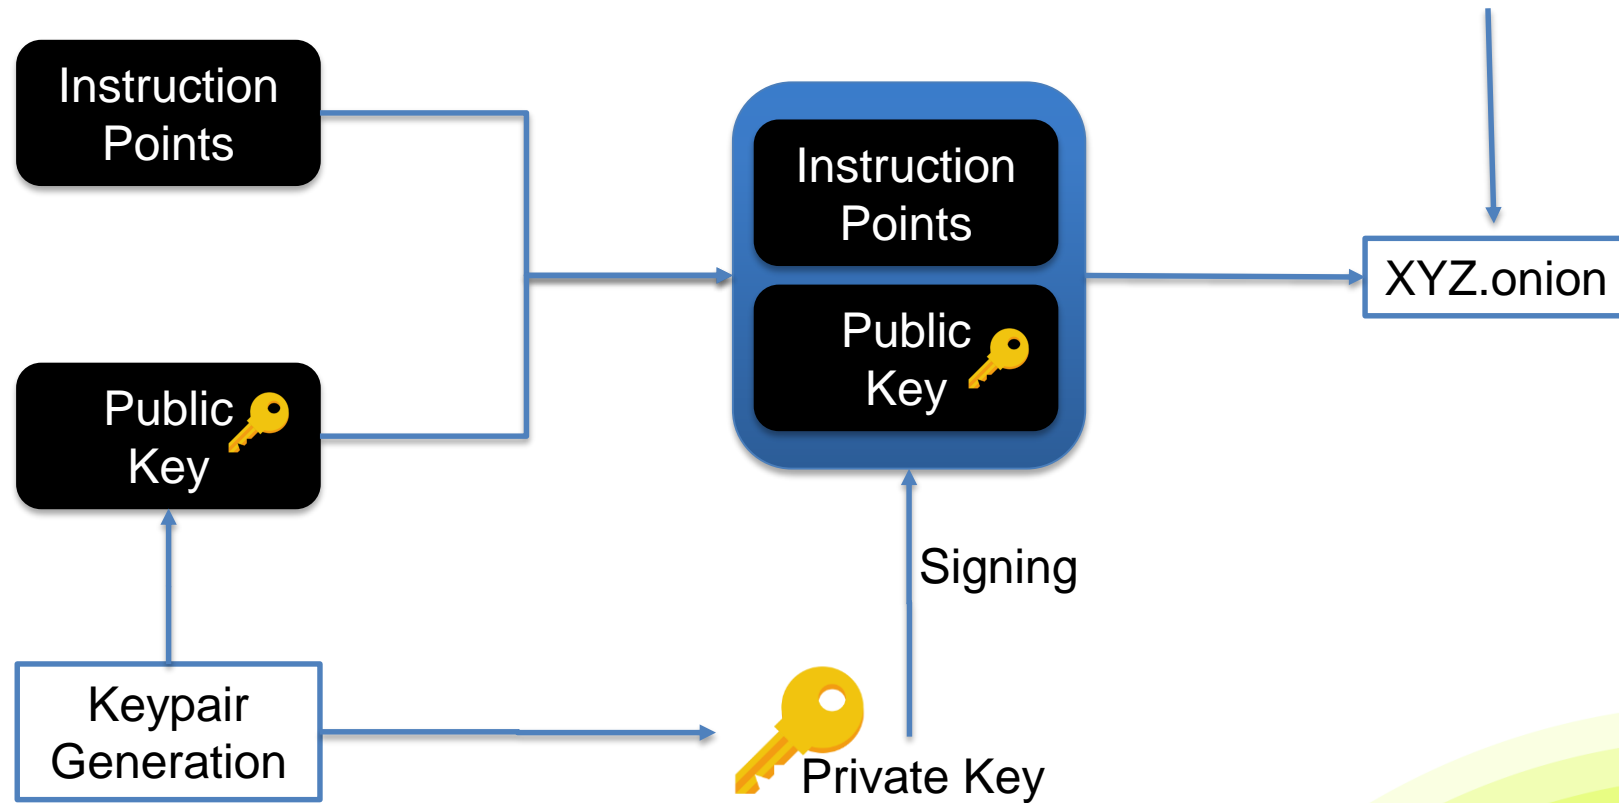 Instruction
Points
Public
Key
Keypair
Generation
Instruction
Points
Public
Key
Signing
Private Key
XYZ.onion